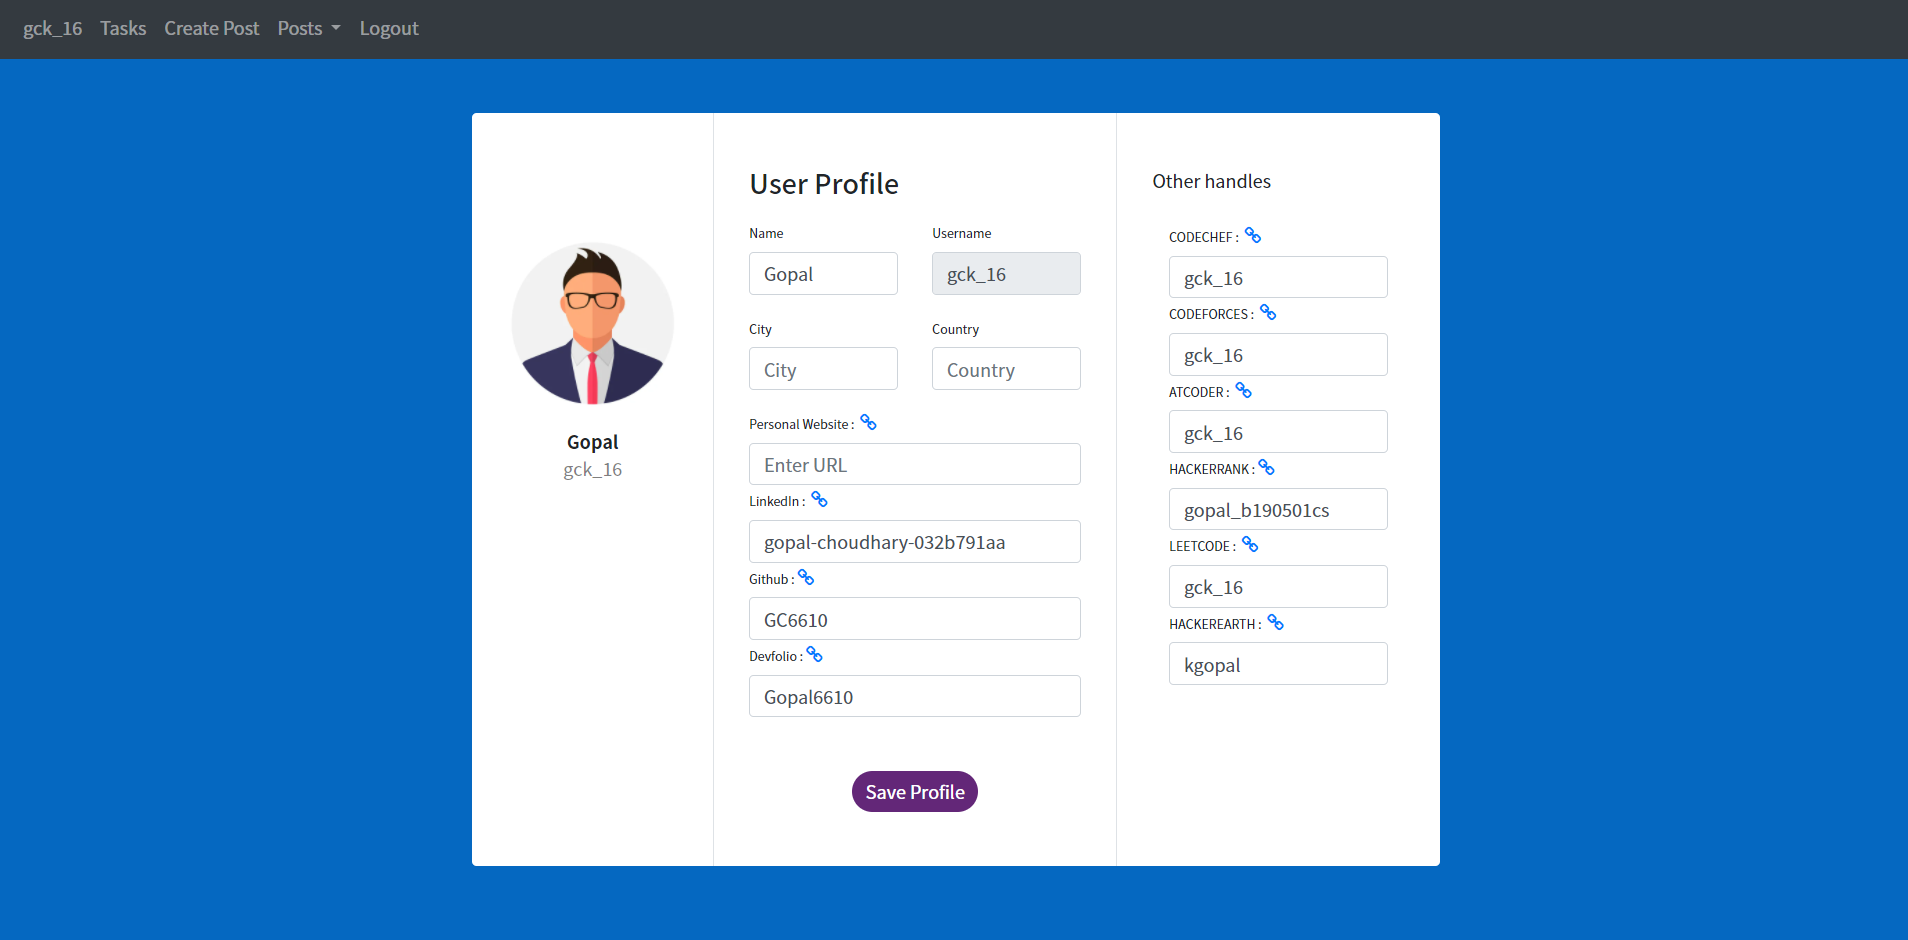 gck_16 Tasks Create Post Posts Logout
Gopal
gck_16
User Profile
Name Username
Gopal gck_16
City Country
City Country
Personal Website :
Enter URL
LinkedIn :
gopal-choudhary-032b791aa
Github :
GC6610
Devfolio :
Gopal6610
Save Profile
Other handles
CODECHEF :
gck_16
CODEFORCES :
gck_16
ATCODER :
gck_16
HACKERRANK :
gopal_b190501cs
LEETCODE :
gck_16
HACKEREARTH :
kgopal